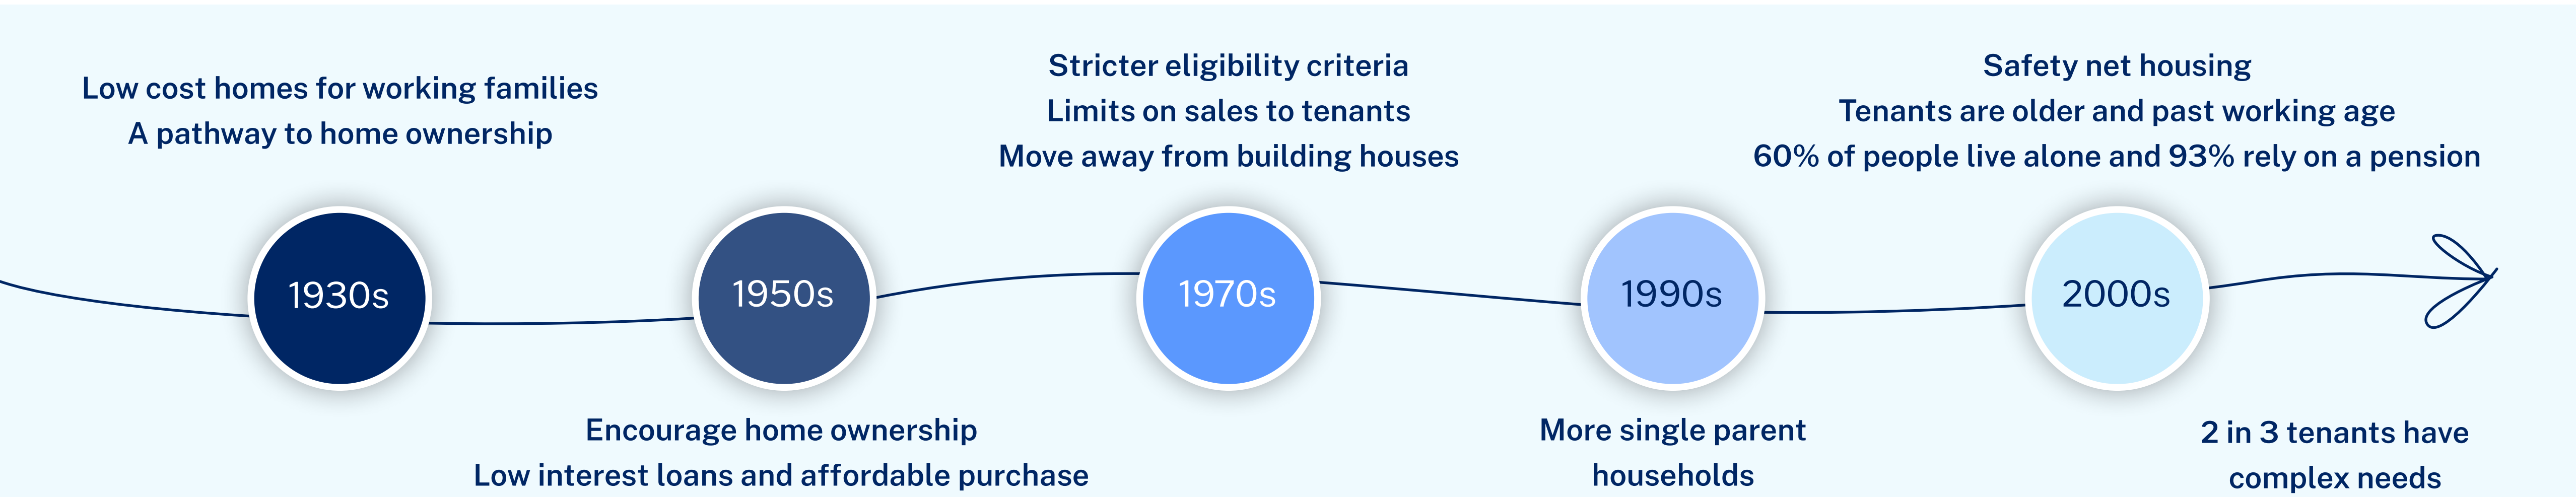 Low cost homes for working families
A pathway to home ownership
1930s
1950s
Encourage home ownership
Low interest loans and affordable purchase
Stricter eligibility criteria
Limits on sales to tenants
Move away from building houses
1970s
1990s
More single parent
households
Safety net housing
Tenants are older and past working age
60% of people live alone and 93% rely on a pension
2000s
2 in 3 tenants have
complex needs